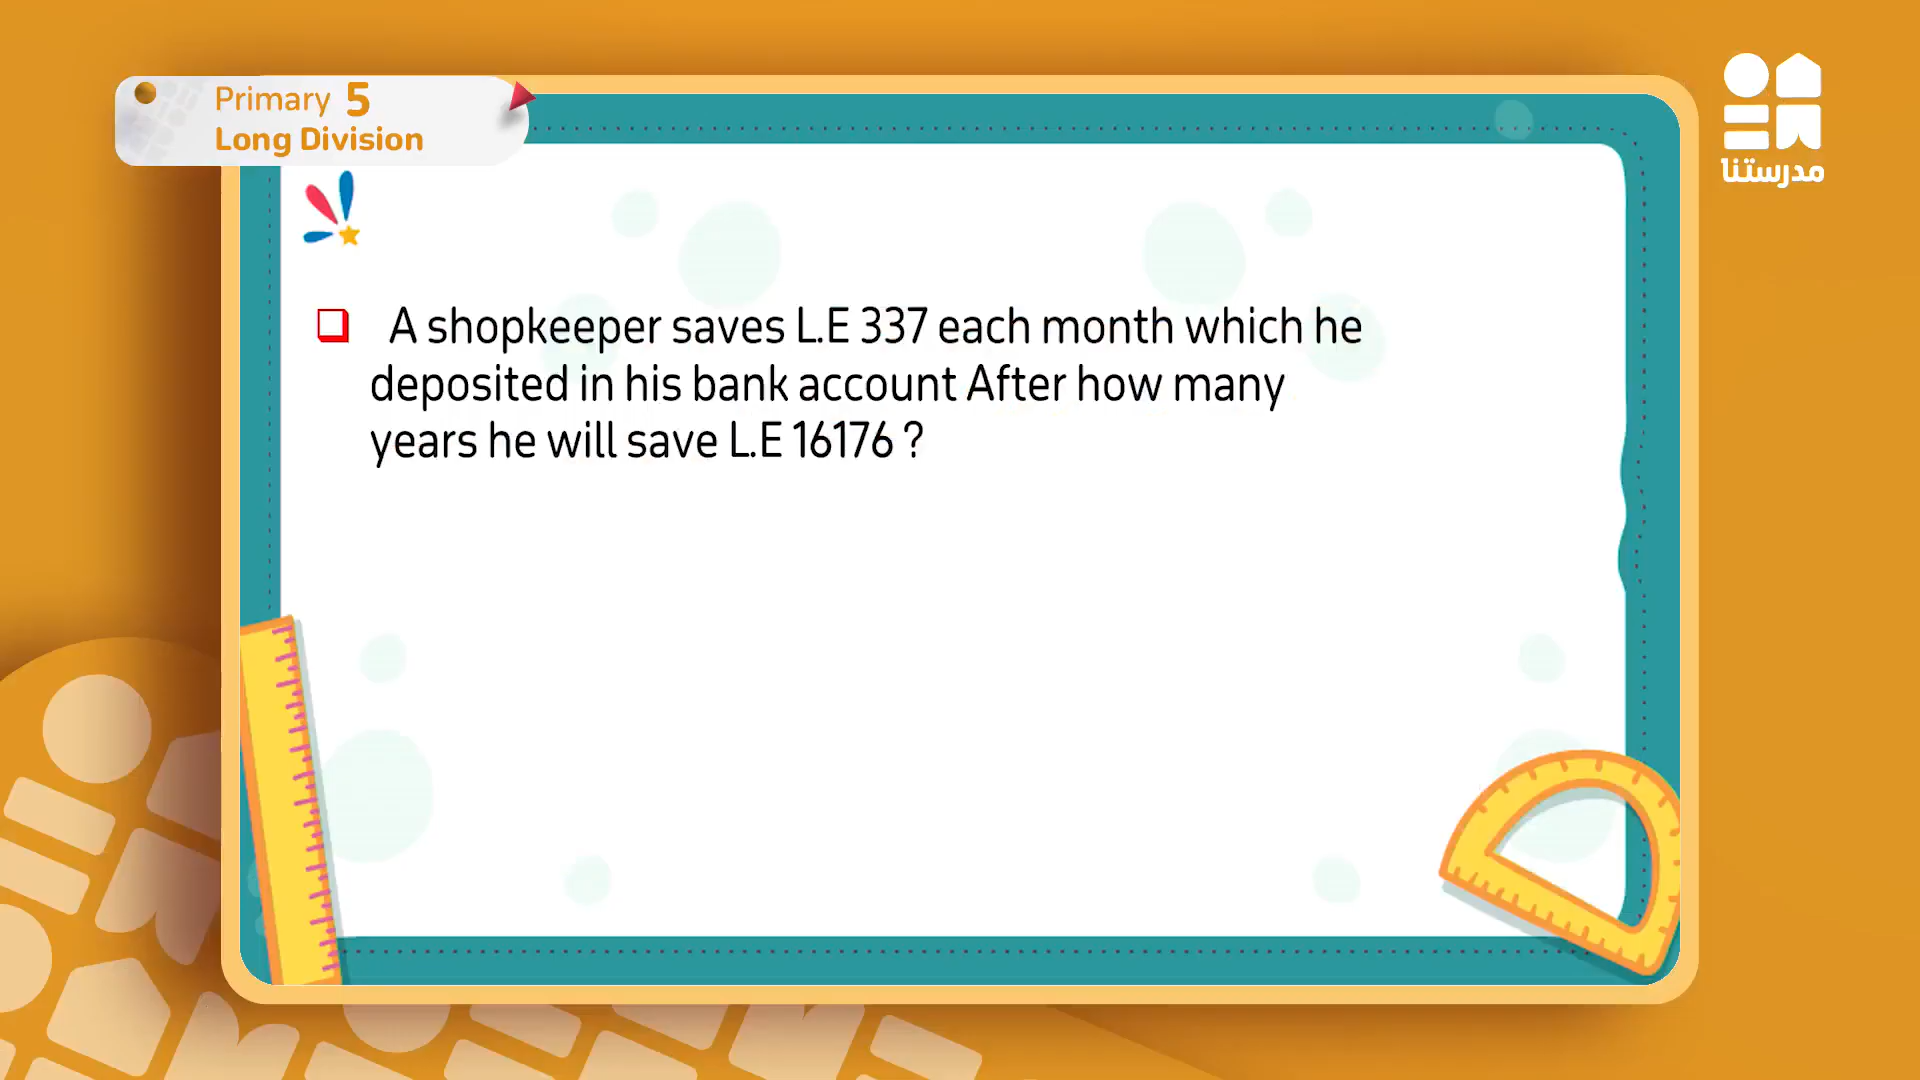 Primary 5
Long Division
مدرستنا
A shopkeeper saves L.E 337 each month which he
deposited in his bank account After how many
years he will save L.E 16176 ?